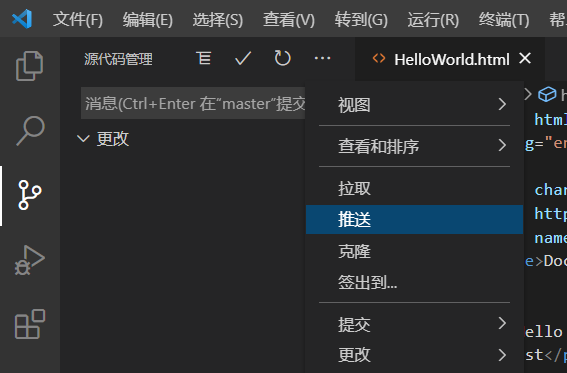 文件(F) 编辑(E) 选择(S) 查看(V) 转到(G) 运行(R) 终端(T) 帮
源代码管理
HelloWorld.html
消息(Ctrl+Enter 在“master”提交
更改
视图
查看和排序
拉取
推送
克隆
签出到...
提交
更改
h
html
g="en
char
http
name
e>Doc
ello
st</p